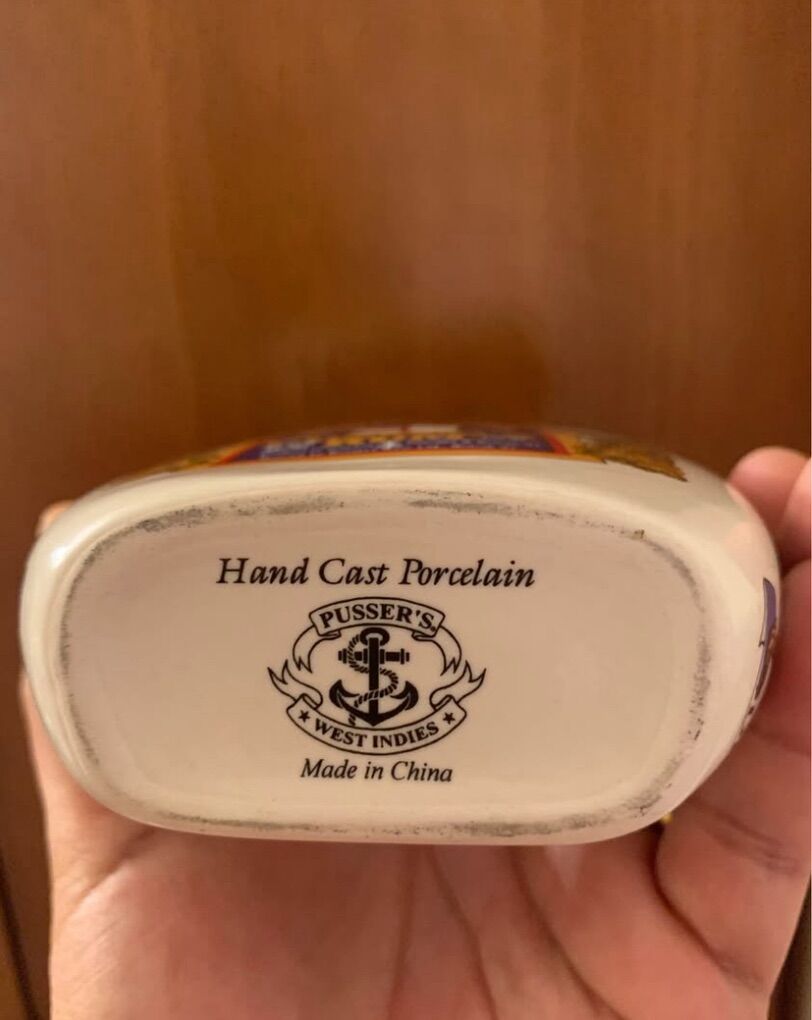 Hand Cast Porcelain
PUSSER'S
WEST INDIES
Made in China